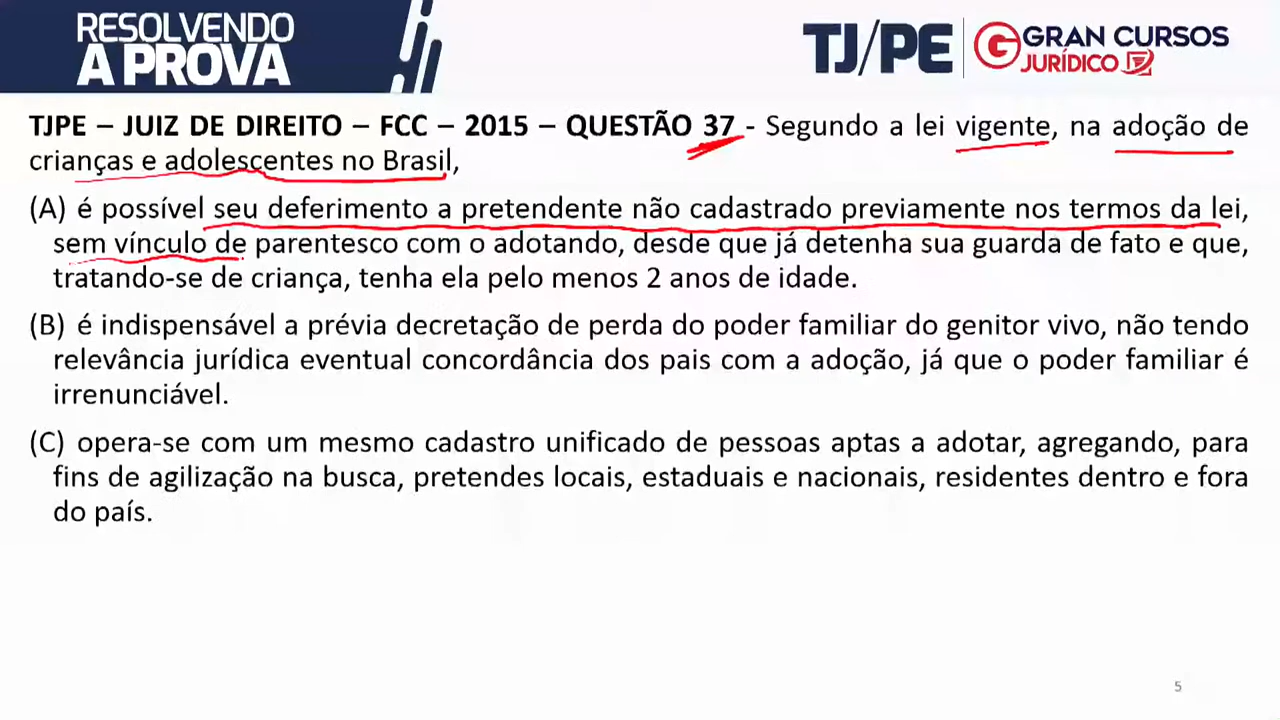 RESOLVENDO
A PROVA
TJ/PE
GRAN CURSOS
JURÍDICO
TJPE – JUIZ DE DIREITO – FCC – 2015 – QUESTÃO 37 - Segundo a lei vigente, na adoção de
crianças e adolescentes no Brasil,
(A) é possível seu deferimento a pretendente não cadastrado previamente nos termos da lei,
sem vínculo de parentesco com o adotando, desde que já detenha sua guarda de fato e que,
tratando-se de criança, tenha ela pelo menos 2 anos de idade.
(B) é indispensável a prévia decretação de perda do poder familiar do genitor vivo, não tendo
relevância jurídica eventual concordância dos pais com a adoção, já que o poder familiar é
irrenunciável.
(C) opera-se com um mesmo cadastro unificado de pessoas aptas a adotar, agregando, para
fins de agilização na busca, pretendes locais, estaduais e nacionais, residentes dentro e fora
do país.
5